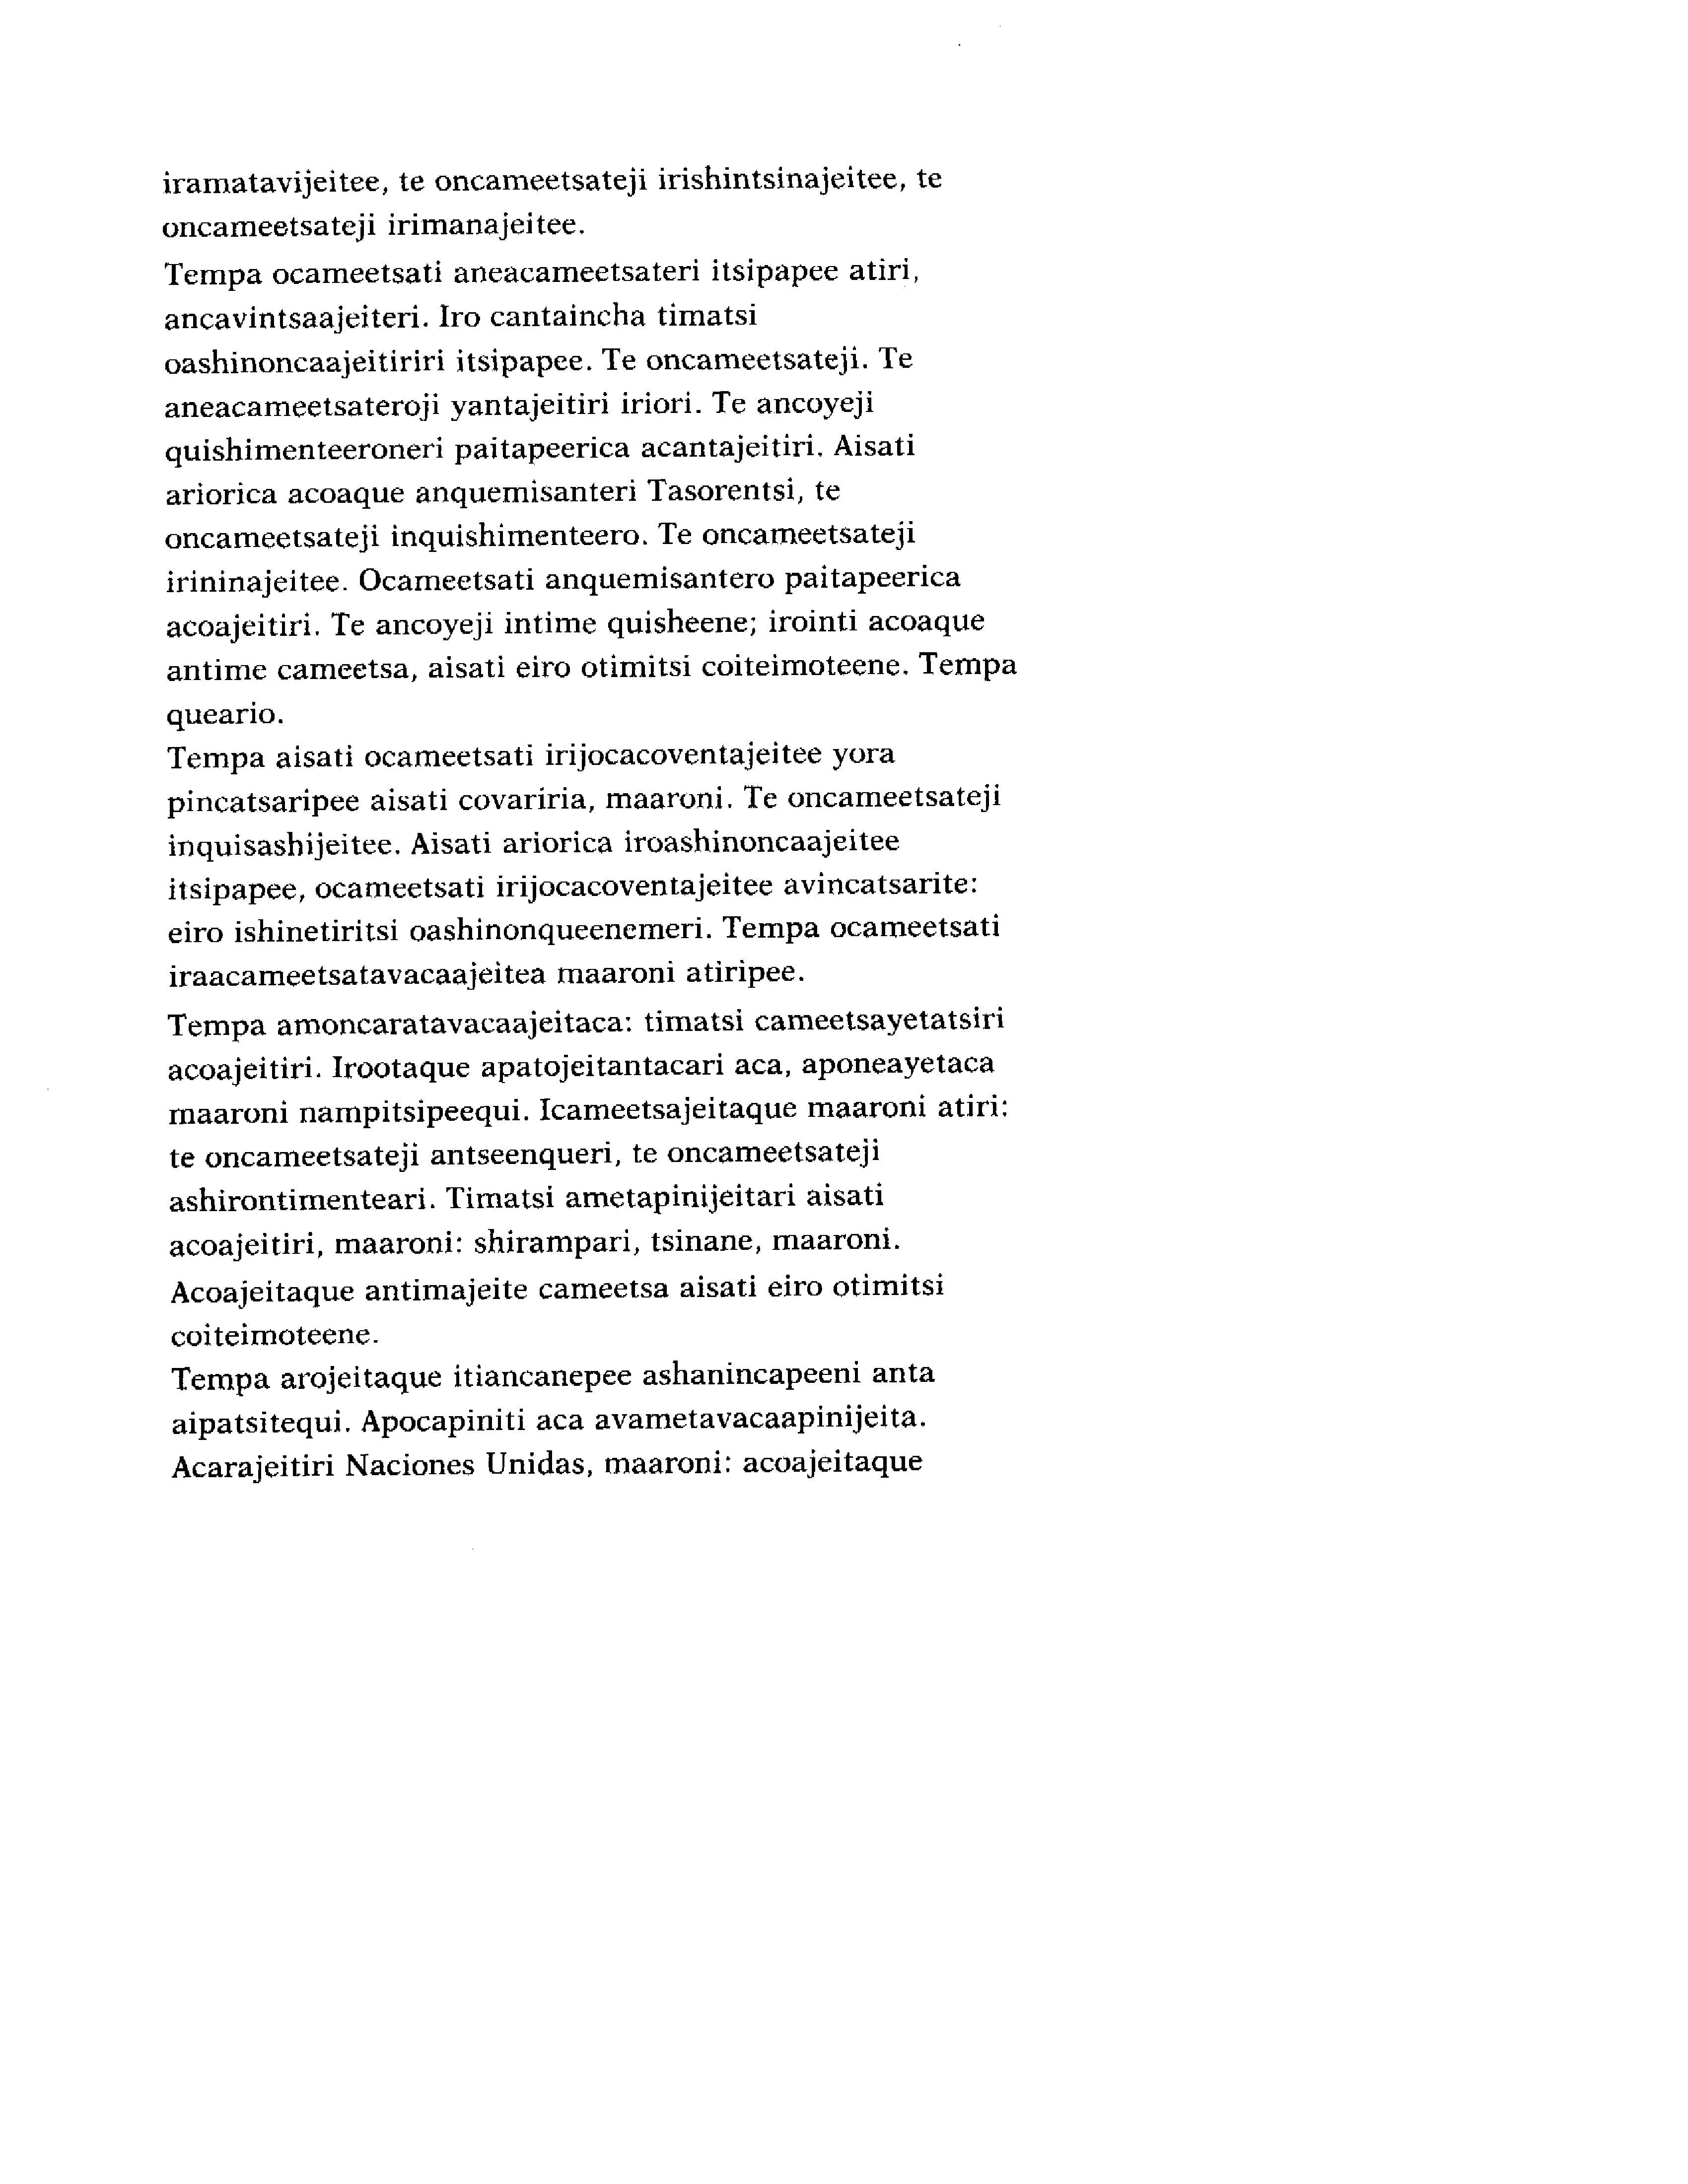 iramatavijeitee, te oncameetsateji irishintsinajeitee, te
oncameetsateji irimanajeitee.
Tempa ocameetsati aneacameetsateri itsipapee atiri,
ancavintsaajeiteri. Iro cantaincha timatsi
oashinoncaajeitiriri itsipapee. Te oncameetsateji. Te
aneacameetsateroji yantajeitiri iriori. Te ancoyeji
quishimenteeroneri paitapeerica acantajeitiri. Aisati
ariorica acoaque anquemisanteri Tasorentsi, te
oncameetsateji inquishimenteero. Te oncameetsateji
irininajeitee. Ocameetsati anquemisantero paitapeerica
acoajeitiri. Te ancoyeji intime quisheene; irointi acoaque
antime cameetsa, aisati eiro otimitsi coiteimoteene. Tempa
queario.
Tempa aisati ocameetsati irijocacoventajeitee yora
pincatsaripee aisati covariria, maaroni. Te oncameetsateji
inquisashijeitee. Aisati ariorica iroashinoncaajeitee
itsipapee, ocameetsati irijocacoventajeitee avincatsarite:
eiro ishinetiritsi oashinonqueenemeri. Tempa ocameetsati
iraacameetsatavacaajeitea maaroni atiripee.
Tempa amoncaratavacaajeitaca: timatsi cameetsayetatsiri
acoajeitiri. Irootaque apatojeitantacari aca, aponeayetaca
maaroni nampitsipeequi. Icameetsajeitaque maaroni atiri:
te oncameetsateji antseenqueri, te oncameetsateji
ashirontimenteari. Timatsi ametapinijeitari aisati
acoajeitiri, maaroni: shirampari, tsinane, maaroni.
Acoajeitaque antimajeite cameetsa aisati eiro otimitsi
coiteimoteene.
Tempa arojeitaque itiancanepee ashanincapeeni anta
aipatsitequi. Apocapiniti aca avametavacaapinijeita.
Acarajeitiri Naciones Unidas, maaroni: acoajeitaque